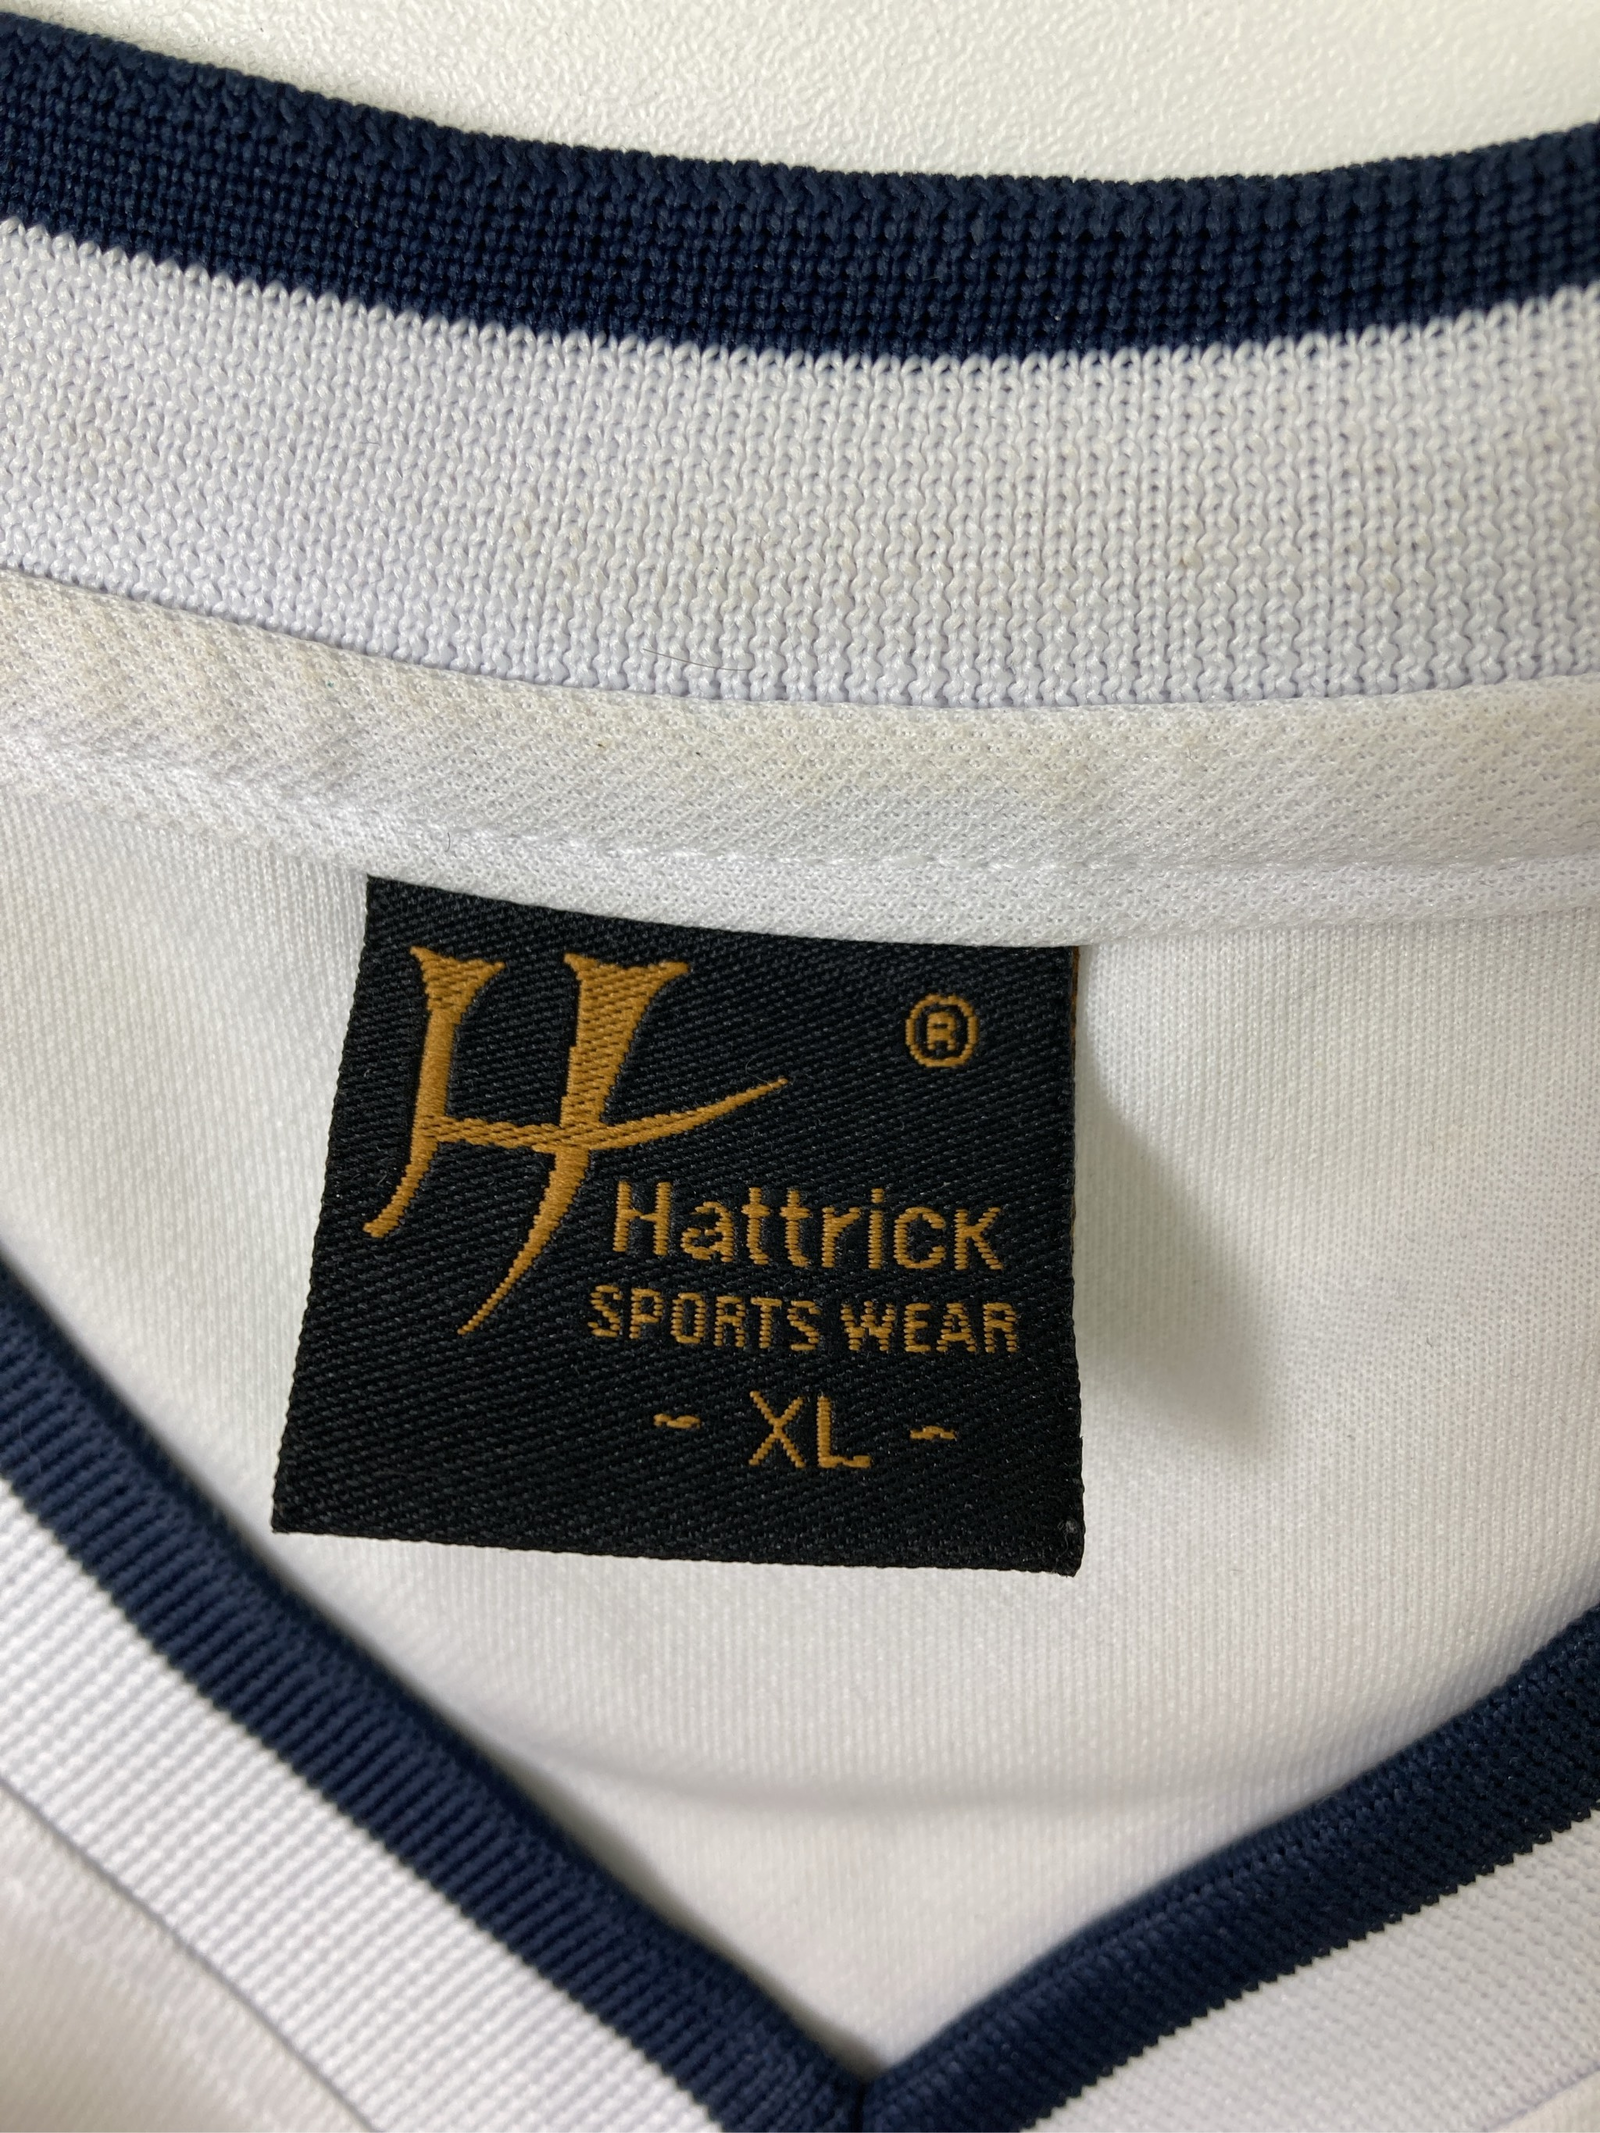 H ®
Hattrick
SPORTS WEAR
- XL -